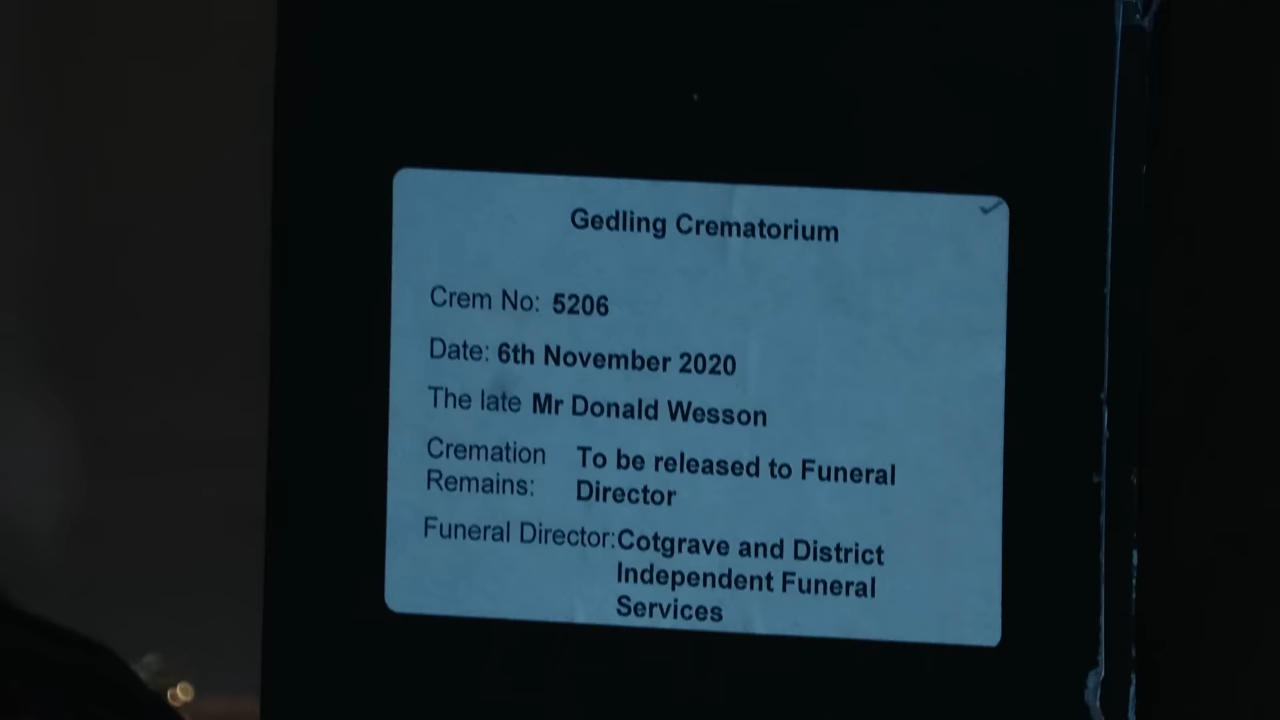 Gedling Crematorium
Crem No: 5206
Date: 6th November 2020
The late Mr Donald Wesson
Cremation Remains: To be released to Funeral Director
Funeral Director:Cotgrave and District
Independent Funeral
Services